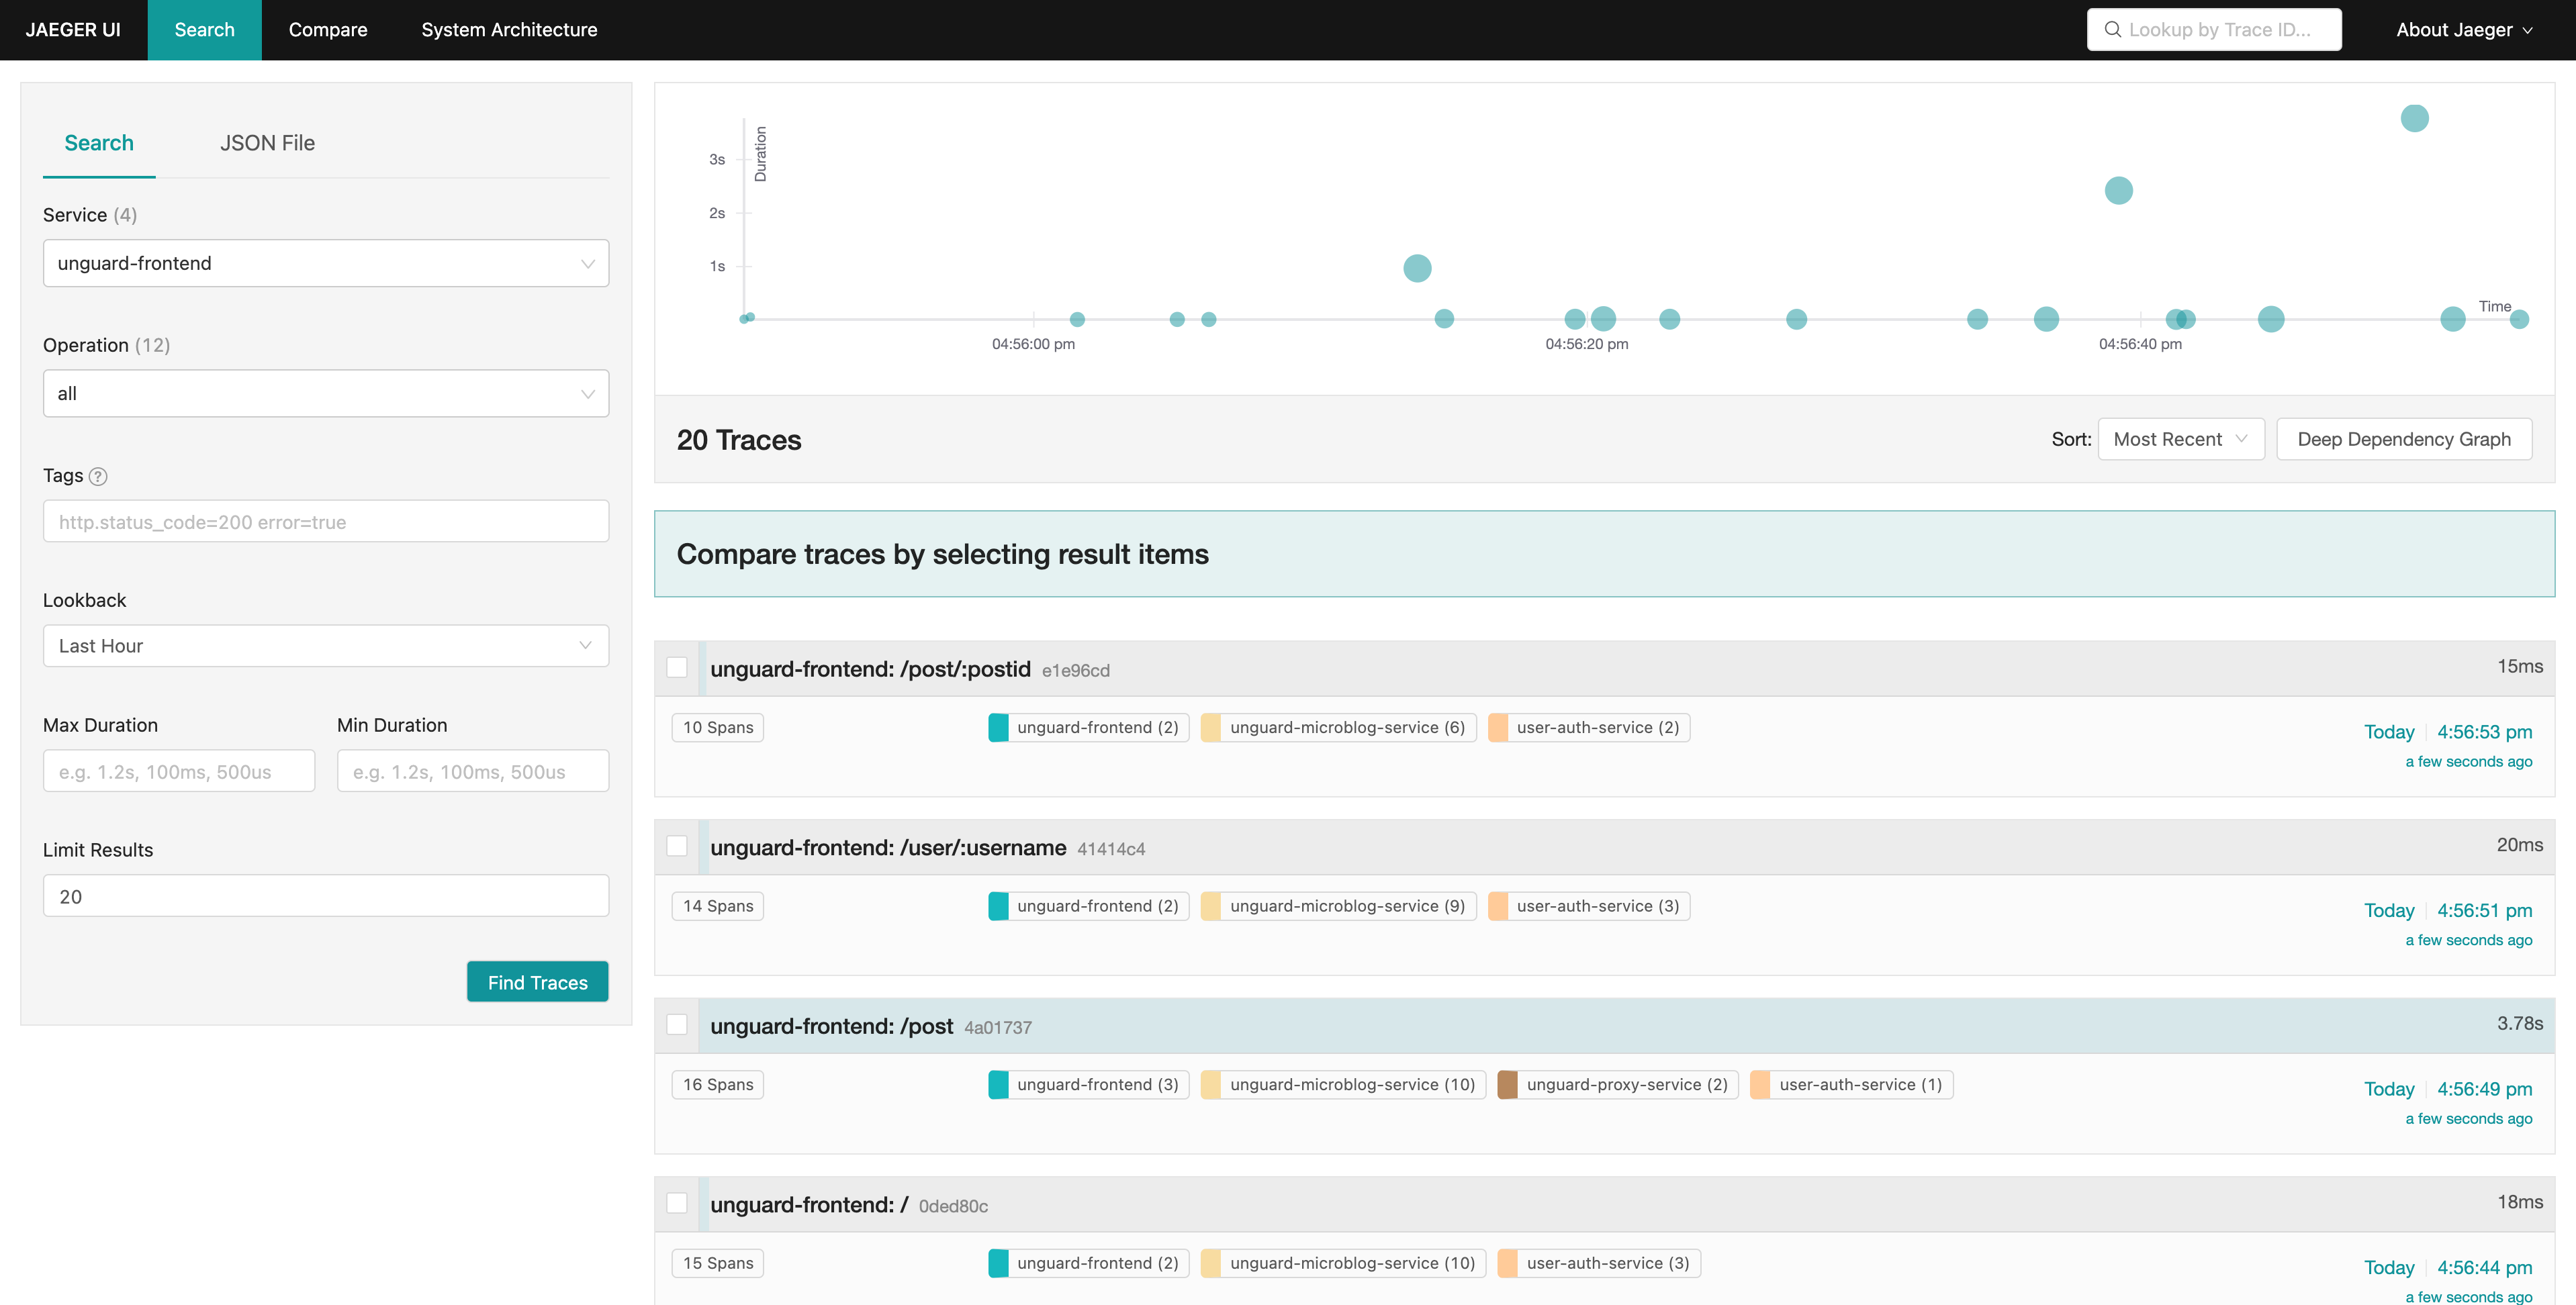 JAEGER UI Search Compare System Architecture Lookup by Trace ID... About Jaeger
Search JSON File
Service (4)
unguard-frontend
Operation (12)
all
Tags ?
http.status_code=200 error=true
Lookback
Last Hour
Max Duration Min Duration
e.g. 1.2s, 100ms, 500us e.g. 1.2s, 100ms, 500us
Limit Results
20
Find Traces
Duration
3s
2s
1s
Time
04:56:00 pm 04:56:20 pm 04:56:40 pm
20 Traces Sort: Most Recent Deep Dependency Graph
Compare traces by selecting result items
unguard-frontend: /post/:postid e1e96cd 15ms
10 Spans unguard-frontend (2) unguard-microblog-service (6) user-auth-service (2) Today 4:56:53 pm
a few seconds ago
unguard-frontend: /user/:username 41414c4 20ms
14 Spans unguard-frontend (2) unguard-microblog-service (9) user-auth-service (3) Today 4:56:51 pm
a few seconds ago
unguard-frontend: /post 4a01737 3.78s
16 Spans unguard-frontend (3) unguard-microblog-service (10) unguard-proxy-service (2) user-auth-service (1) Today 4:56:49 pm
a few seconds ago
unguard-frontend: / 0ded80c 18ms
15 Spans unguard-frontend (2) unguard-microblog-service (10) user-auth-service (3) Today 4:56:44 pm
a few seconds ago